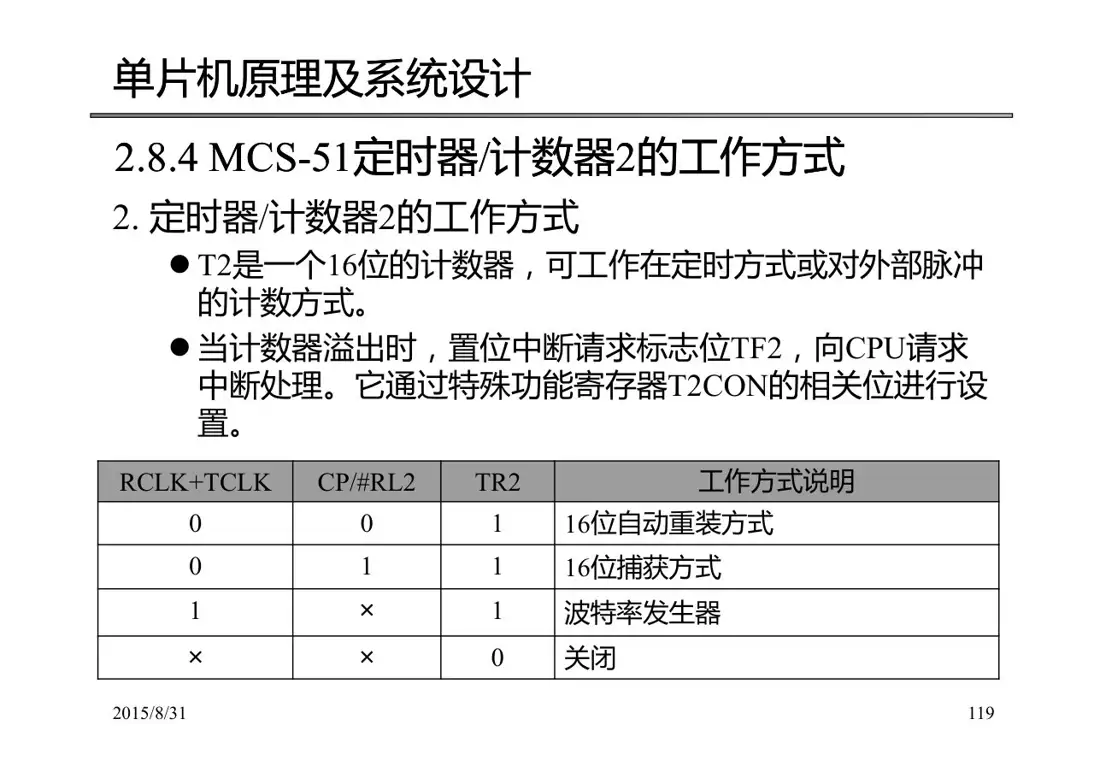 单片机原理及系统设计
2.8.4 MCS-51定时器/计数器2的工作方式
2. 定时器/计数器2的工作方式
● T2是一个16位的计数器，可工作在定时方式或对外部脉冲
的计数方式。
● 当计数器溢出时，置位中断请求标志位TF2，向CPU请求
中断处理。它通过特殊功能寄存器T2CON的相关位进行设
置。
RCLK+TCLK CP/#RL2 TR2 工作方式说明
0 0 1 16位自动重装方式
0 1 1 16位捕获方式
1 × 1 波特率发生器
× × 0 关闭
2015/8/31 119